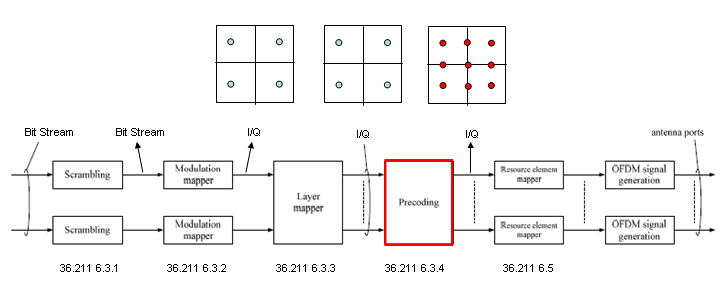 Bit Stream
Bit Stream
I/Q
I/Q
I/Q
antenna ports
Scrambling
Modulation
mapper
Layer
mapper
Precoding
Resource element
mapper
OFDM signal
generation
Scrambling
Modulation
mapper
Resource element
mapper
OFDM signal
generation
36.211 6.3.1
36.211 6.3.2
36.211 6.3.3
36.211 6.3.4
36.211 6.5